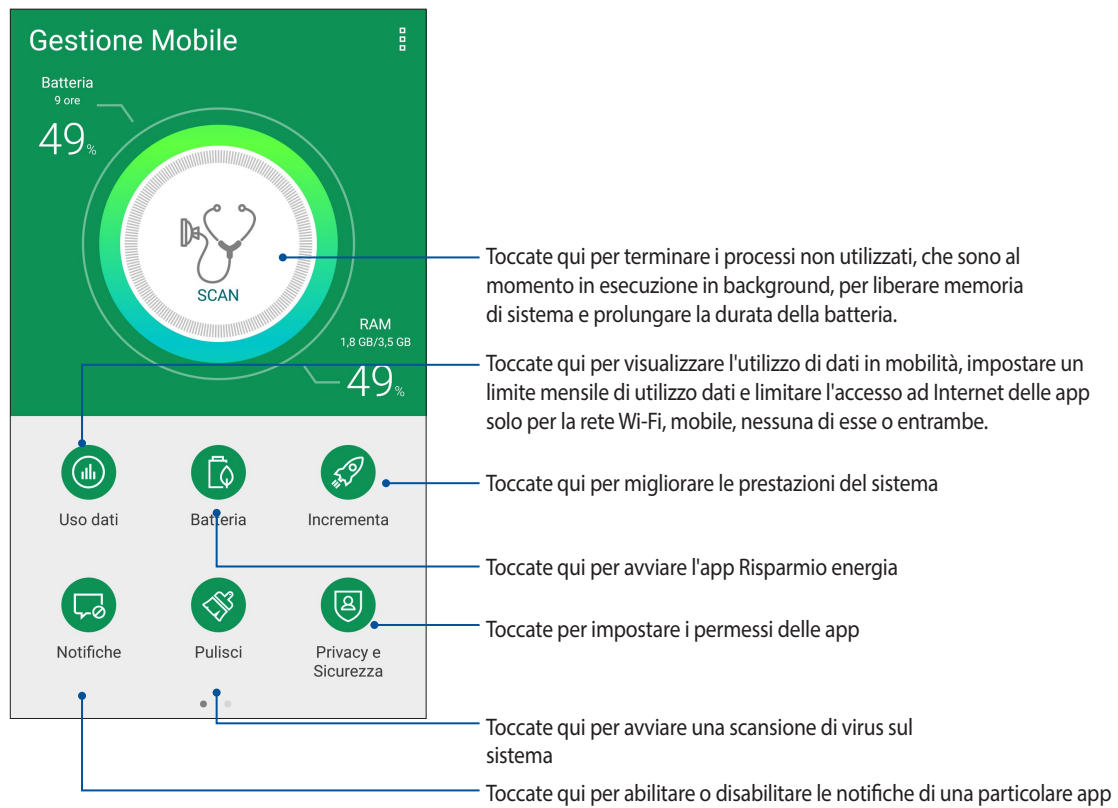 Gestione Mobile
Batteria
9 ore
49%
SCAN
RAM
1,8 GB/3,5 GB
49%
Uso dati
Batteria
Incrementa
Notifiche
Pulisci
Privacy e
Sicurezza
Toccate qui per terminare i processi non utilizzati, che sono al
momento in esecuzione in background, per liberare memoria
di sistema e prolungare la durata della batteria.
Toccate qui per visualizzare l'utilizzo di dati in mobilità, impostare un
limite mensile di utilizzo dati e limitare l'accesso ad Internet delle app
solo per la rete Wi-Fi, mobile, nessuna di esse o entrambe.
Toccate qui per migliorare le prestazioni del sistema
Toccate qui per avviare l'app Risparmio energia
Toccate per impostare i permessi delle app
Toccate qui per avviare una scansione di virus sul
sistema
Toccate qui per abilitare o disabilitare le notifiche di una particolare app